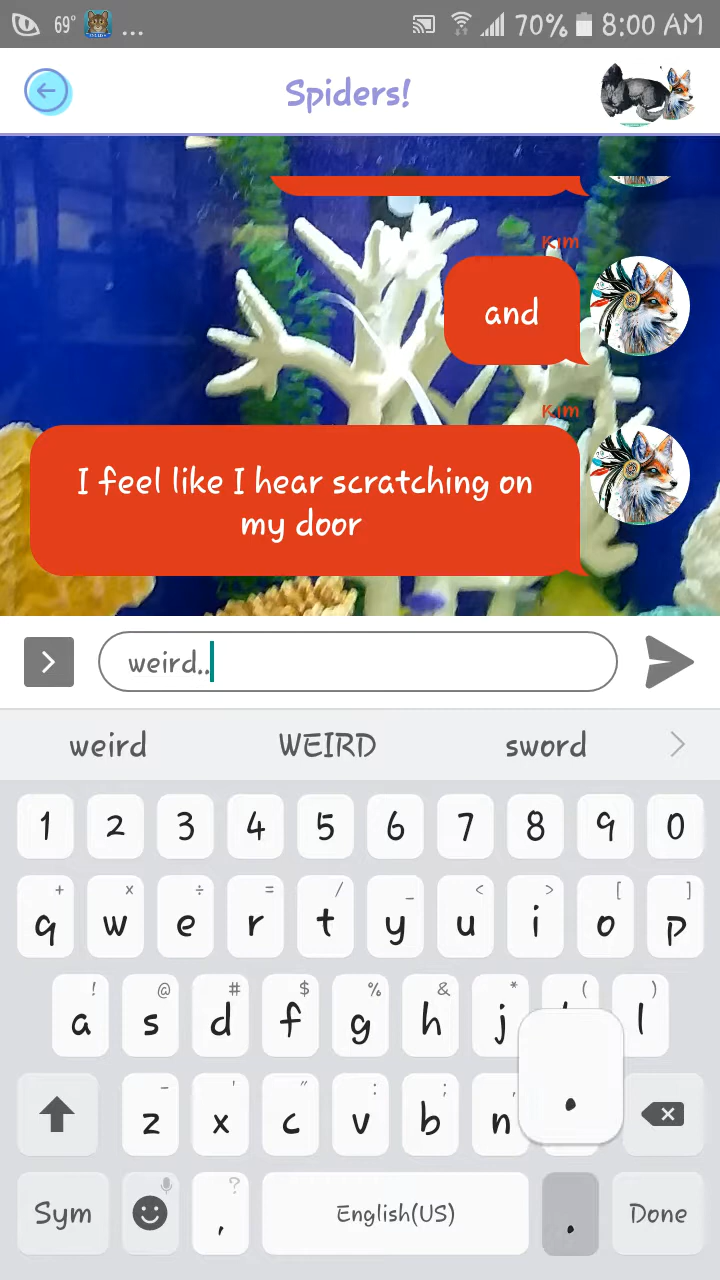 69° ... 70% 8:00 AM
Spiders!
Kim
and
Kim
I feel like I hear scratching on
my door
weird..
weird WEIRD sword
1 2 3 4 5 6 7 8 9 0
+ × ÷ = / _ < > [ ]
q w e r t y u i o p
! @ # $ % & * ( )
a s d f g h j l
- ' " : ; ,
z x c v b n .
? 
Sym , English(US) . Done